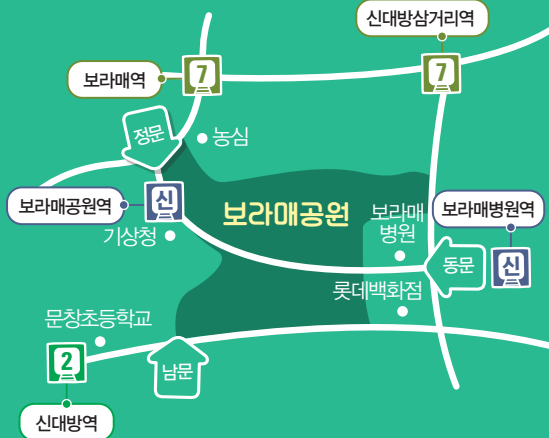 신대방삼거리역
7
보라매역
7
정문
농심
보라매공원역
신
기상청
보라매공원
보라매
병원
보라매병원역
신
동문
롯데백화점
문창초등학교
2
남문
신대방역